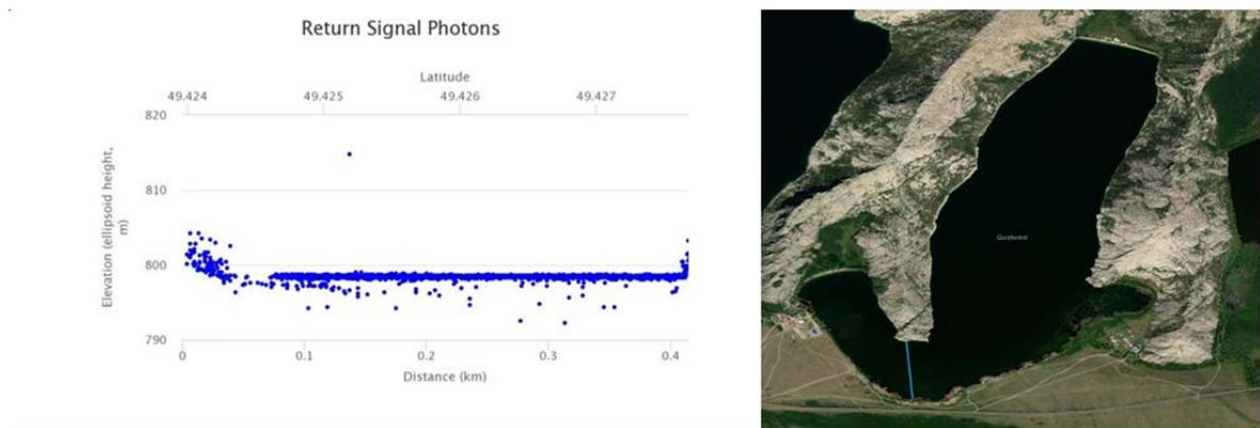 Return Signal Photons
Latitude
49.424 49.425 49.426 49.427
820
810
800
790
Elevation (ellipsoid height,
m)
0 0.1 0.2 0.3 0.4
Distance (km)